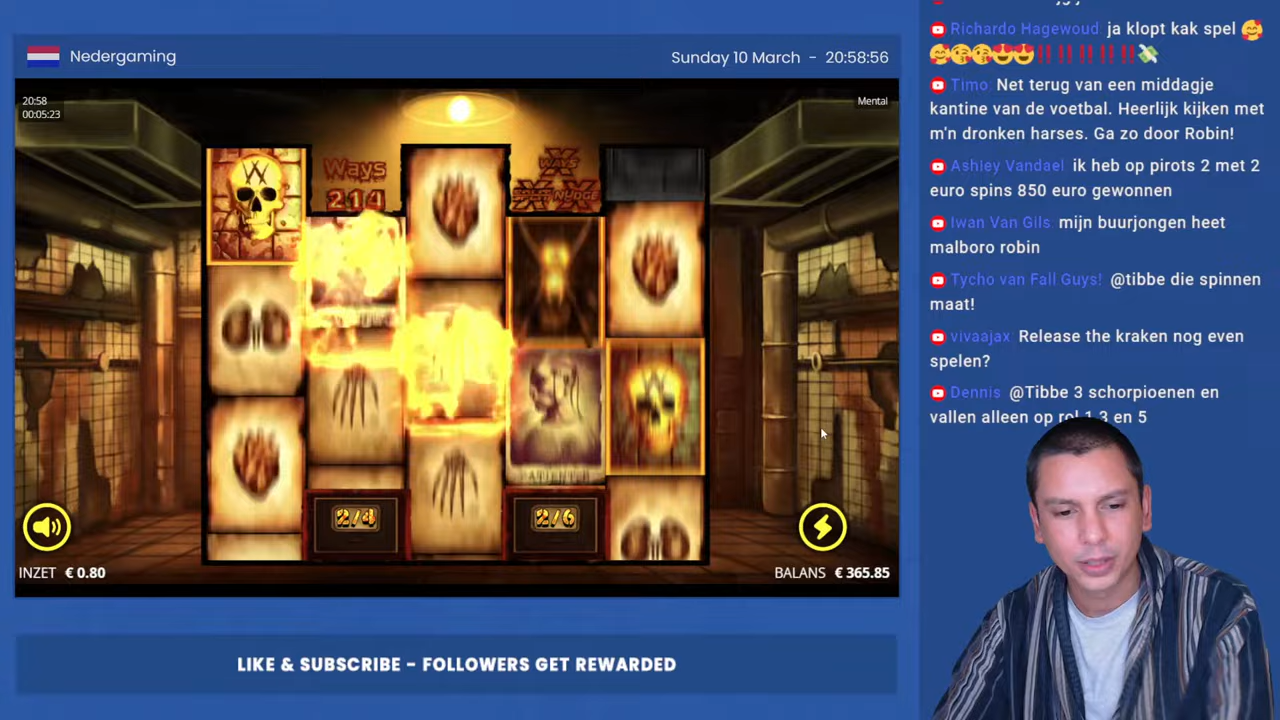 Nedergaming
Sunday 10 March - 20:58:56
20:58
00:05:23
Mental
Ways
214
WAYS
SPLIT NUDGE
2/4
2/6
INZET € 0.80
BALANS € 365.85
LIKE & SUBSCRIBE - FOLLOWERS GET REWARDED
Richardo Hagewoud ja klopt kak spel 🥰
🥰😘😘😍😍‼️‼️‼️‼️‼️‼️💸
Timo Net terug van een middagje
kantine van de voetbal. Heerlijk kijken met
m'n dronken harses. Ga zo door Robin!
Ashley Vandael ik heb op pirots 2 met 2
euro spins 850 euro gewonnen
Iwan Van Gils mijn buurjongen heet
malboro robin
Tycho van Fall Guys! @tibbe die spinnen
maat!
vivaajax Release the kraken nog even
spelen?
Dennis @Tibbe 3 schorpioenen en
vallen alleen op rol 1 3 en 5